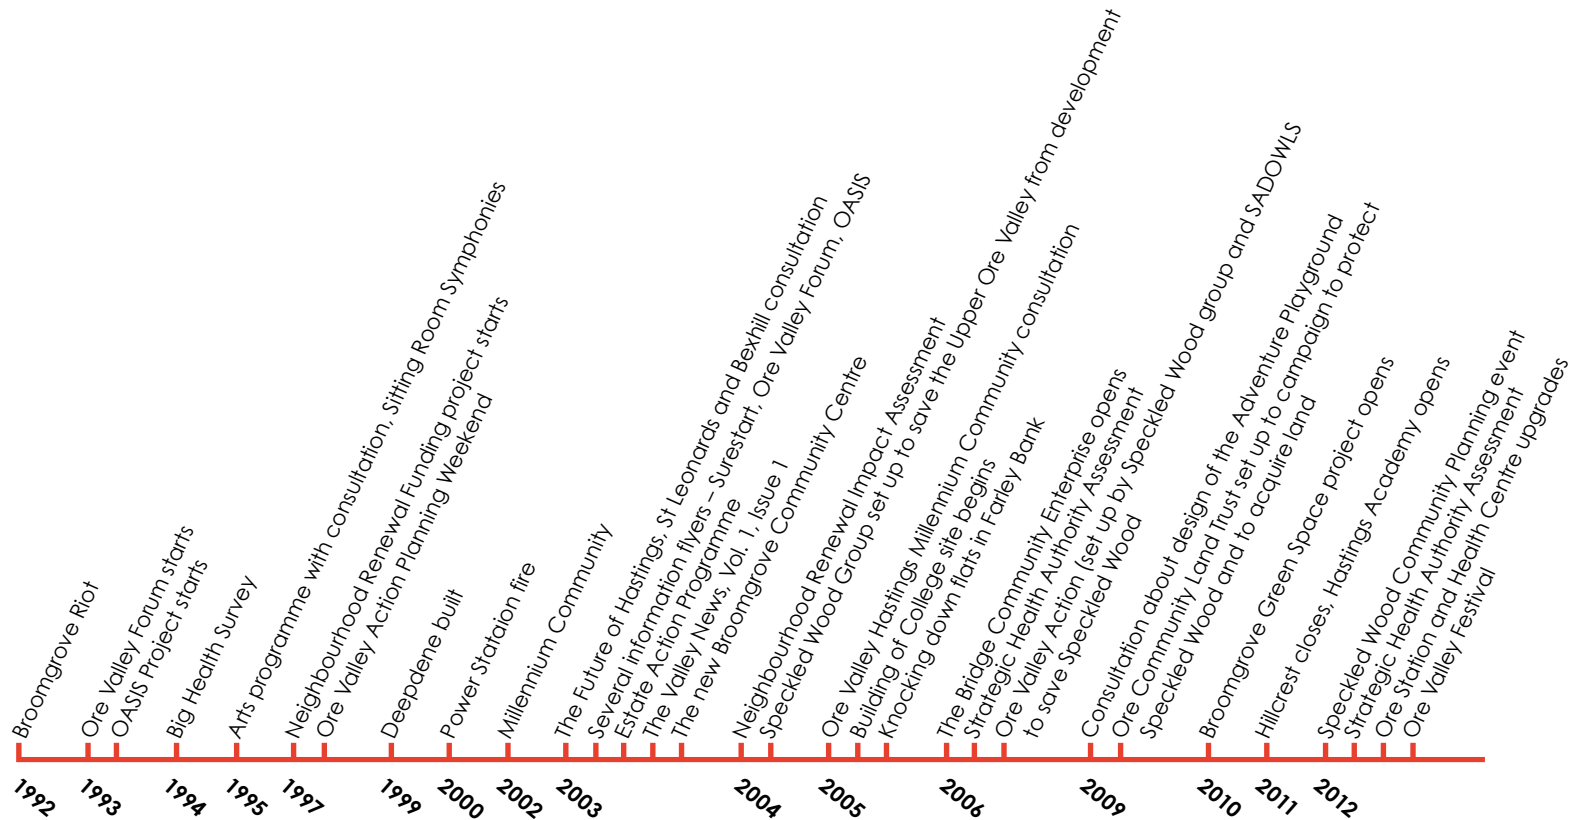 Broomgrove Riot
Ore Valley Forum starts
OASIS Project starts
Big Health Survey
Arts programme with consultation, Sitting Room Symphonies
Neighbourhood Renewal Funding project starts
Ore Valley Action Planning Weekend
Deepdene built
Power Stataion fire
Millennium Community
The Future of Hastings, St Leonards and Bexhill consultation
Several information flyers – Surestart, Ore Valley Forum, OASIS
Estate Action Programme
The Valley News, Vol. 1, Issue 1
The new Broomgrove Community Centre
Neighbourhood Renewal Impact Assessment
Speckled Wood Group set up to save the Upper Ore Valley from development
Ore Valley Hastings Millennium Community consultation
Building of College site begins
Knocking down flats in Farley Bank
The Bridge Community Enterprise opens
Strategic Health Authority Assessment
Ore Valley Action (set up by Speckled Wood group and SADOWLS
to save Speckled Wood
Consultation about design of the Adventure Playground
Ore Community Land Trust set up to campaign to protect
Speckled Wood and to acquire land
Broomgrove Green Space project opens
Hillcrest closes, Hastings Academy opens
Speckled Wood Community Planning event
Strategic Health Authority Assessment
Ore Station and Health Centre upgrades
Ore Valley Festival
1992
1993
1994
1995
1997
1999
2000
2002
2003
2004
2005
2006
2009
2010
2011
2012